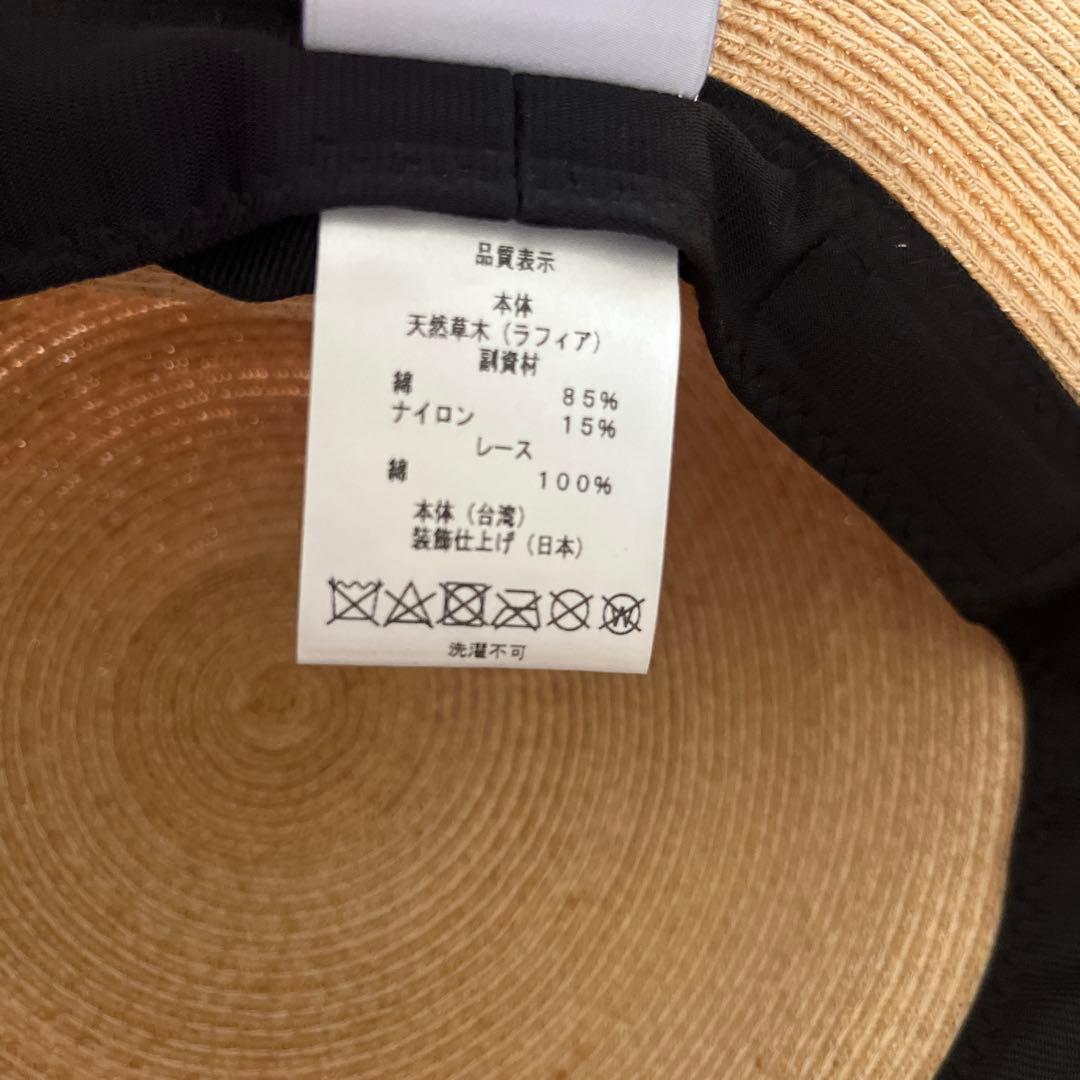 品質表示
本体
天然草木（ラフィア）
副資材
綿 85%
ナイロン 15%
レース
綿 100%
本体（台湾）
装飾仕上げ（日本）
W
洗濯不可